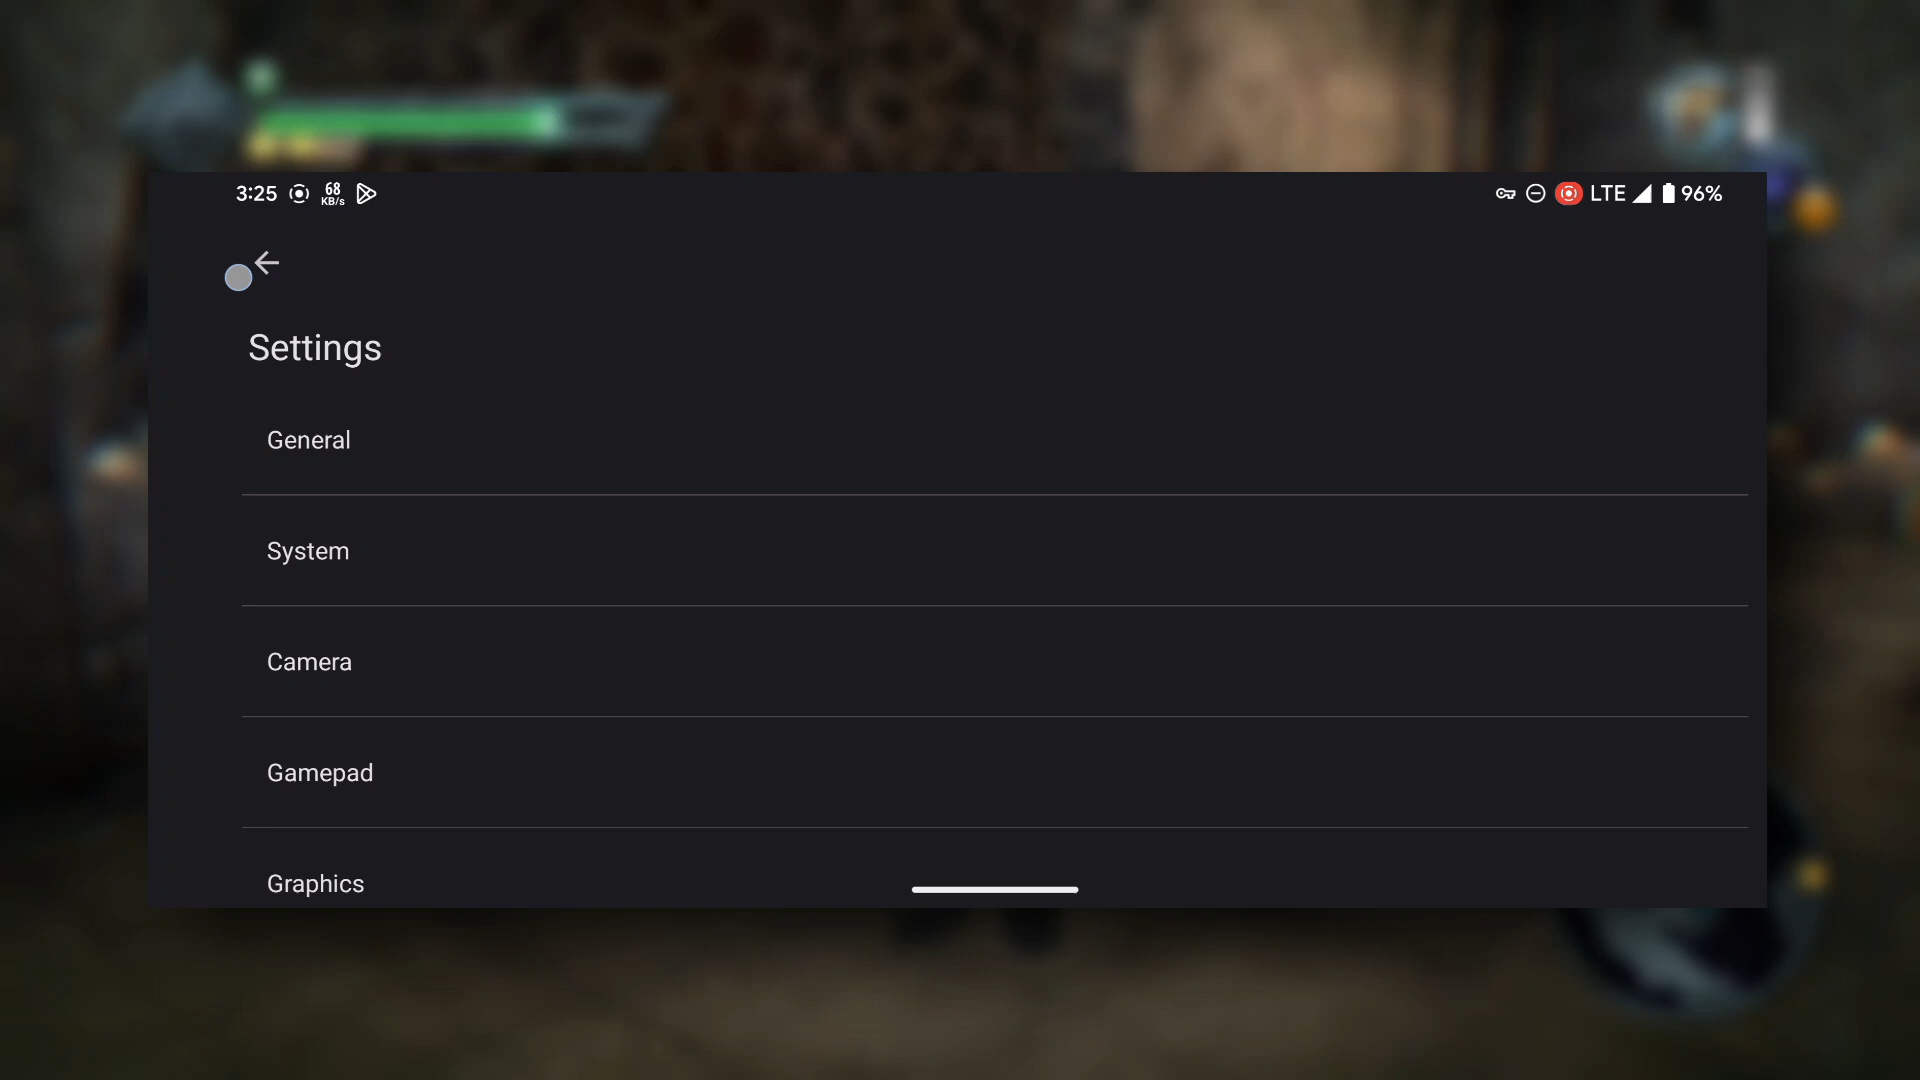 3:25 68 KB/s LTE 96%
Settings
General
System
Camera
Gamepad
Graphics